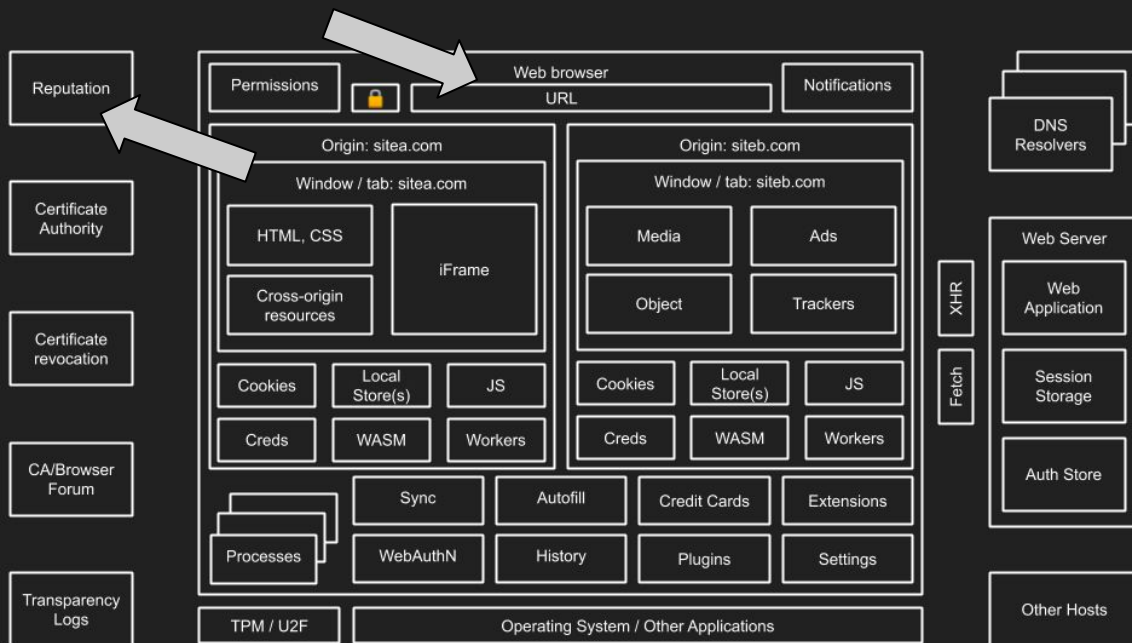 Reputation
Certificate
Authority
Certificate
revocation
CA/Browser
Forum
Transparency
Logs
Web browser
Permissions
🔒
URL
Notifications
Origin: sitea.com
Window / tab: sitea.com
HTML, CSS
Cross-origin
resources
iFrame
Cookies
Local
Store(s)
JS
Creds
WASM
Workers
Origin: siteb.com
Window / tab: siteb.com
Media
Ads
Object
Trackers
Cookies
Local
Store(s)
JS
Creds
WASM
Workers
Processes
Sync
Autofill
Credit Cards
Extensions
WebAuthN
History
Plugins
Settings
TPM / U2F
Operating System / Other Applications
XHR
Fetch
DNS
Resolvers
Web Server
Web
Application
Session
Storage
Auth Store
Other Hosts